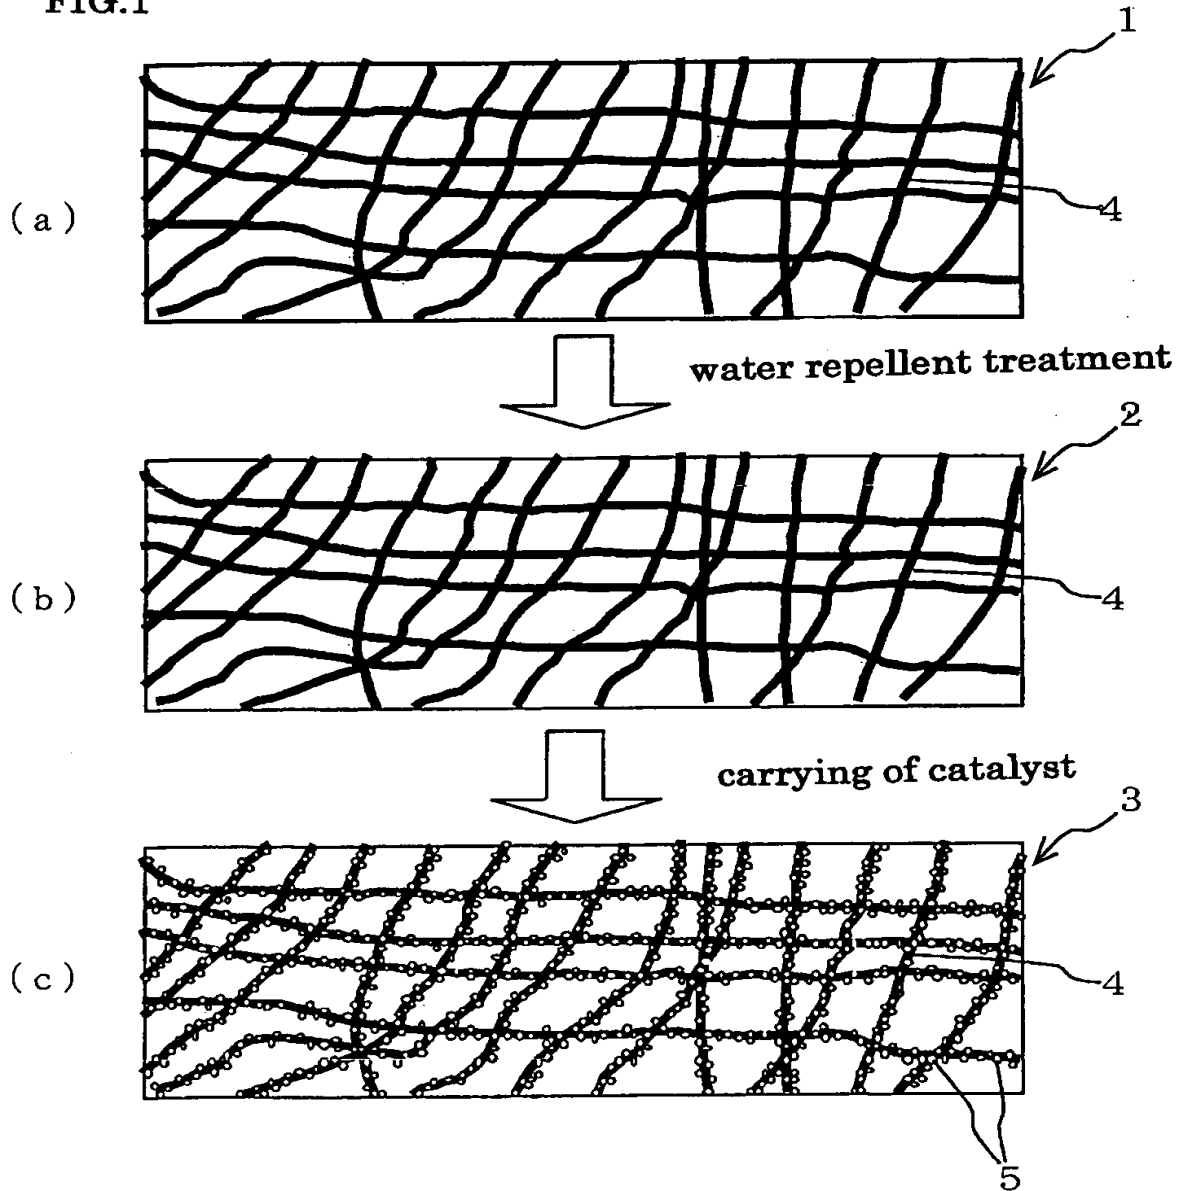 FIG.1
1
(a)
4
water repellent treatment
2
(b)
4
carrying of catalyst
3
(c)
4
5